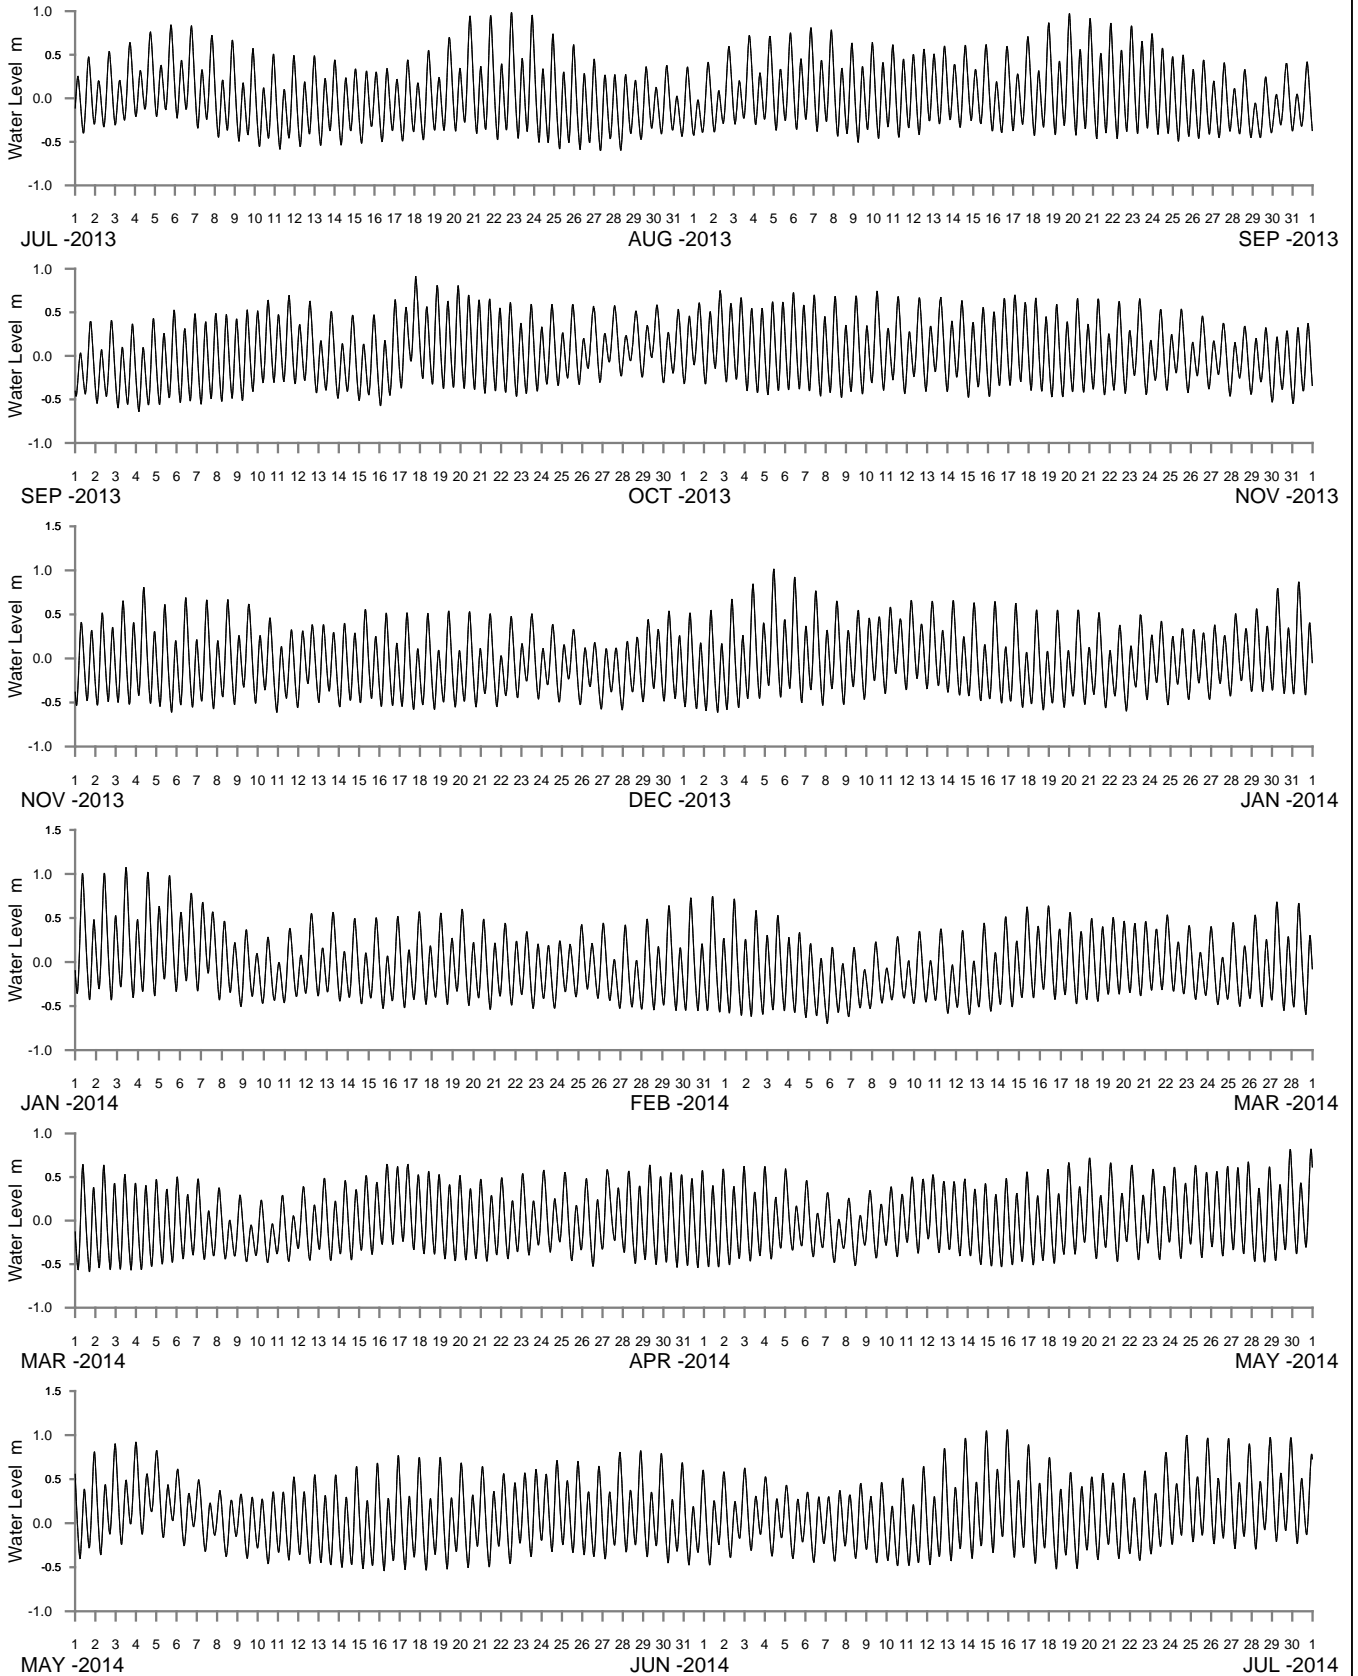 1.0
0.5
0.0
-0.5
-1.0
Water Level m
1 2 3 4 5 6 7 8 9 10 11 12 13 14 15 16 17 18 19 20 21 22 23 24 25 26 27 28 29 30 31 1 2 3 4 5 6 7 8 9 10 11 12 13 14 15 16 17 18 19 20 21 22 23 24 25 26 27 28 29 30 31 1
JUL -2013 AUG -2013 SEP -2013
1.0
0.5
0.0
-0.5
-1.0
Water Level m
1 2 3 4 5 6 7 8 9 10 11 12 13 14 15 16 17 18 19 20 21 22 23 24 25 26 27 28 29 30 1 2 3 4 5 6 7 8 9 10 11 12 13 14 15 16 17 18 19 20 21 22 23 24 25 26 27 28 29 30 31 1
SEP -2013 OCT -2013 NOV -2013
1.5
1.0
0.5
0.0
-0.5
-1.0
Water Level m
1 2 3 4 5 6 7 8 9 10 11 12 13 14 15 16 17 18 19 20 21 22 23 24 25 26 27 28 29 30 1 2 3 4 5 6 7 8 9 10 11 12 13 14 15 16 17 18 19 20 21 22 23 24 25 26 27 28 29 30 31 1
NOV -2013 DEC -2013 JAN -2014
1.5
1.0
0.5
0.0
-0.5
-1.0
Water Level m
1 2 3 4 5 6 7 8 9 10 11 12 13 14 15 16 17 18 19 20 21 22 23 24 25 26 27 28 29 30 31 1 2 3 4 5 6 7 8 9 10 11 12 13 14 15 16 17 18 19 20 21 22 23 24 25 26 27 28 1
JAN -2014 FEB -2014 MAR -2014
1.0
0.5
0.0
-0.5
-1.0
Water Level m
1 2 3 4 5 6 7 8 9 10 11 12 13 14 15 16 17 18 19 20 21 22 23 24 25 26 27 28 29 30 31 1 2 3 4 5 6 7 8 9 10 11 12 13 14 15 16 17 18 19 20 21 22 23 24 25 26 27 28 29 30 1
MAR -2014 APR -2014 MAY -2014
1.5
1.0
0.5
0.0
-0.5
-1.0
Water Level m
1 2 3 4 5 6 7 8 9 10 11 12 13 14 15 16 17 18 19 20 21 22 23 24 25 26 27 28 29 30 31 1 2 3 4 5 6 7 8 9 10 11 12 13 14 15 16 17 18 19 20 21 22 23 24 25 26 27 28 29 30 1
MAY -2014 JUN -2014 JUL -2014